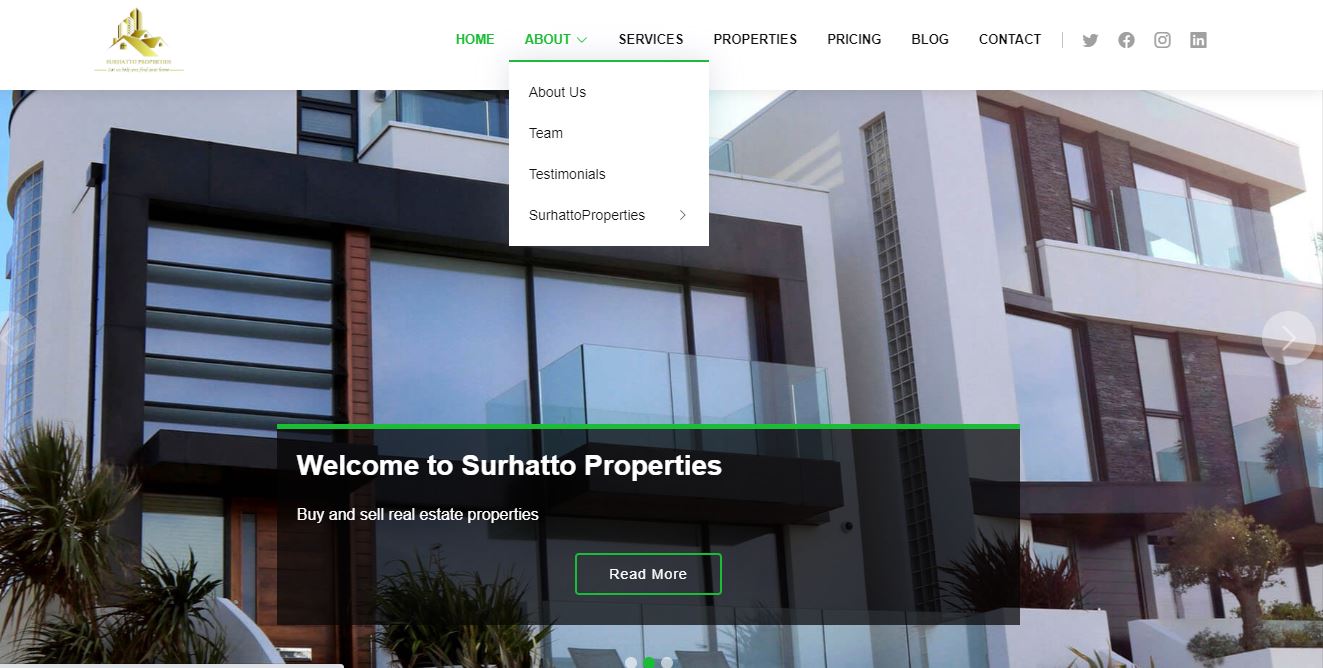 SURHATTO PROPERTIES
HOME ABOUT SERVICES PROPERTIES PRICING BLOG CONTACT
About Us
Team
Testimonials
SurhattoProperties
Welcome to Surhatto Properties
Buy and sell real estate properties
Read More